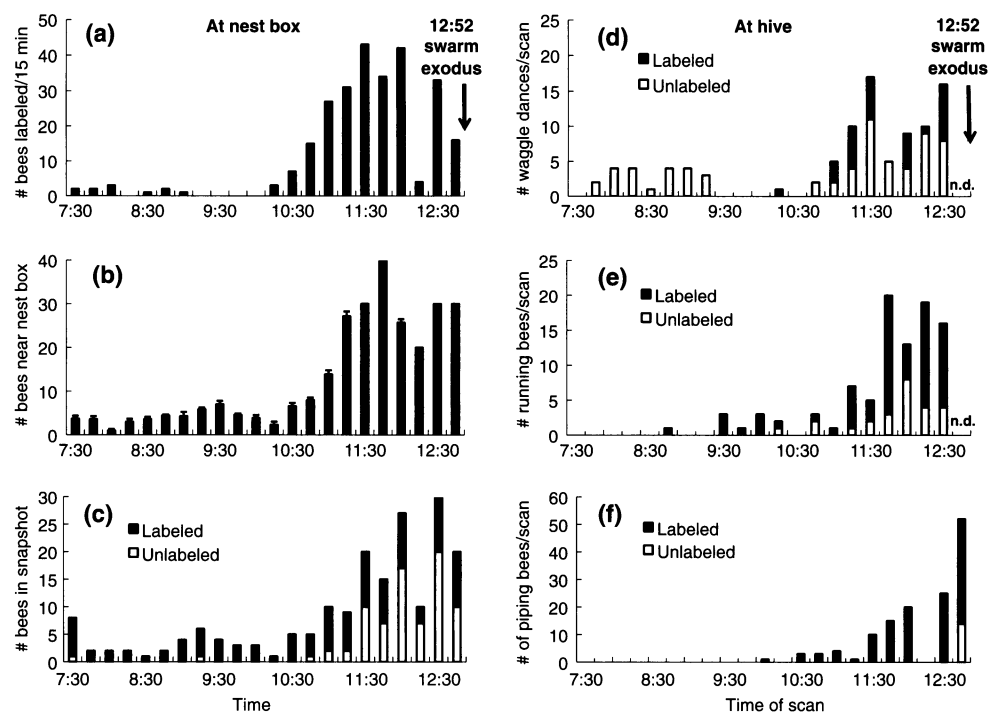 (a)
At nest box
12:52
swarm
exodus
# bees labeled/15 min
50
40
30
20
10
0
7:30 8:30 9:30 10:30 11:30 12:30
(b)
# bees near nest box
40
30
20
10
0
7:30 8:30 9:30 10:30 11:30 12:30
(c)
Labeled
Unlabeled
# bees in snapshot
30
25
20
15
10
5
0
7:30 8:30 9:30 10:30 11:30 12:30
Time
(d)
At hive
12:52
swarm
exodus
Labeled
Unlabeled
# waggle dances/scan
25
20
15
10
5
0
n.d.
7:30 8:30 9:30 10:30 11:30 12:30
(e)
Labeled
Unlabeled
# running bees/scan
25
20
15
10
5
0
n.d.
7:30 8:30 9:30 10:30 11:30 12:30
(f)
Labeled
Unlabeled
# of piping bees/scan
60
50
40
30
20
10
0
7:30 8:30 9:30 10:30 11:30 12:30
Time of scan